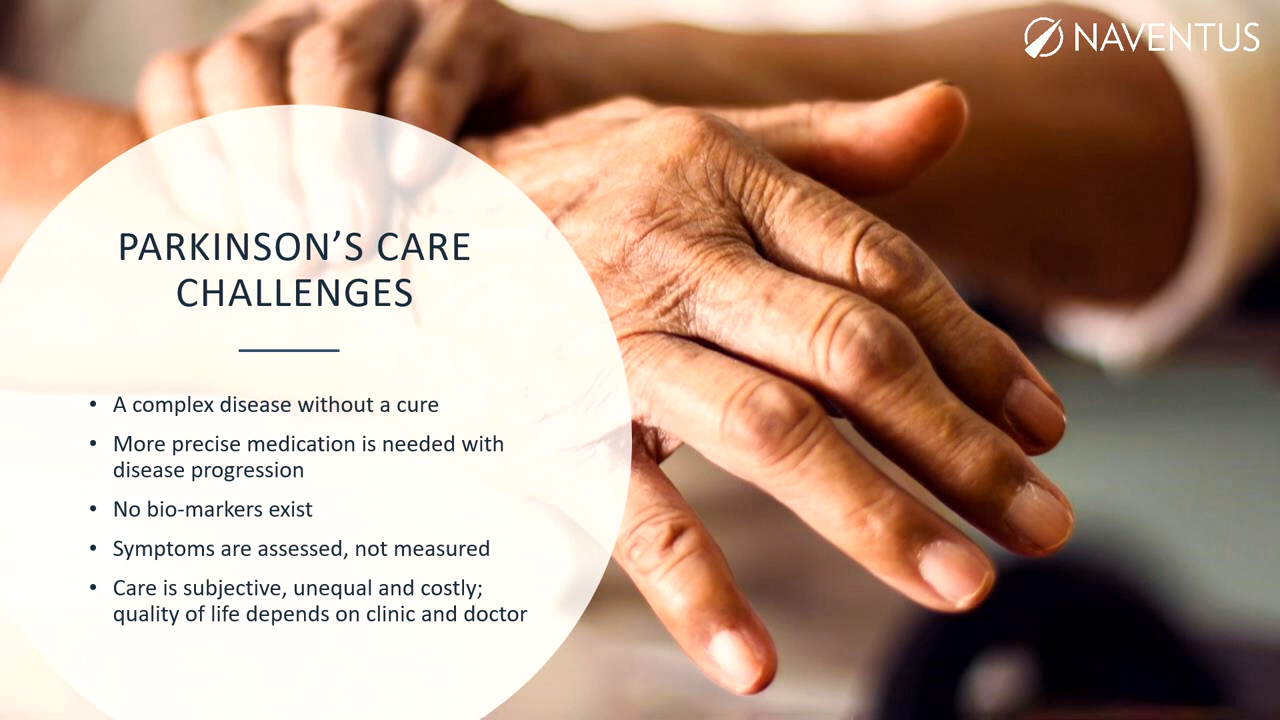 NAVENTUS
PARKINSON’S CARE
CHALLENGES
• A complex disease without a cure
• More precise medication is needed with
disease progression
• No bio-markers exist
• Symptoms are assessed, not measured
• Care is subjective, unequal and costly;
quality of life depends on clinic and doctor